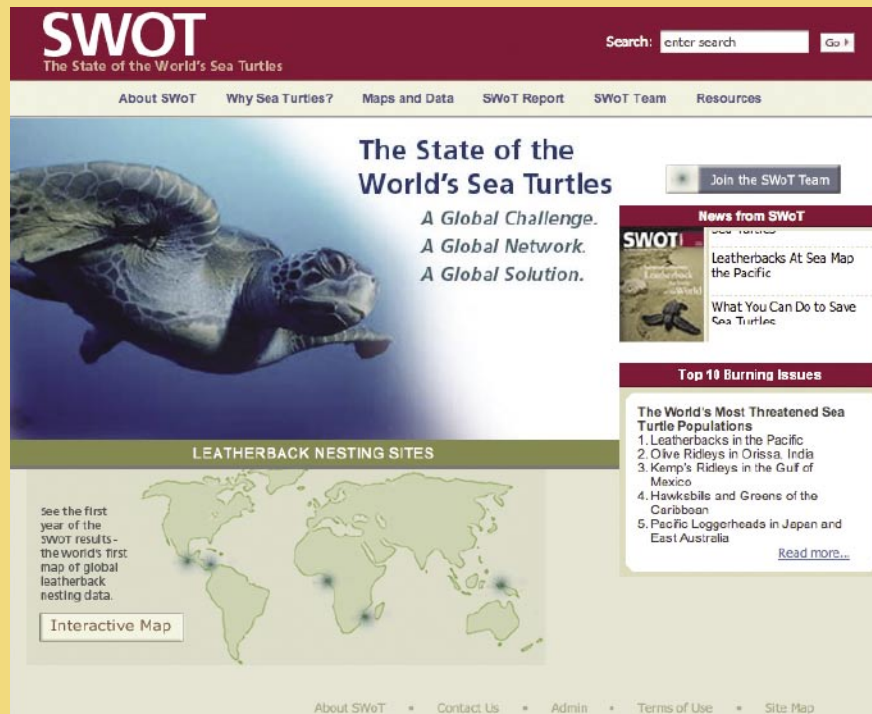 SWOT
The State of the World's Sea Turtles
Search: enter search Go
About SWoT Why Sea Turtles? Maps and Data SWoT Report SWoT Team Resources
The State of the
World's Sea Turtles
A Global Challenge.
A Global Network.
A Global Solution.
Join the SWoT Team
News from SWoT
SWOT
Leatherback
of the World
Sea Turtles
Leatherbacks At Sea Map
the Pacific
What You Can Do to Save
Sea Turtles
Top 10 Burning Issues
The World's Most Threatened Sea
Turtle Populations
1. Leatherbacks in the Pacific
2. Olive Ridleys in Orissa, India
3. Kemp's Ridleys in the Gulf of
Mexico
4. Hawksbills and Greens of the
Caribbean
5. Pacific Loggerheads in Japan and
East Australia
Read more...
LEATHERBACK NESTING SITES
See the first
year of the
SWOT results-
the world's first
map of global
leatherback
nesting data.
Interactive Map
About SWoT • Contact Us • Admin • Terms of Use • Site Map